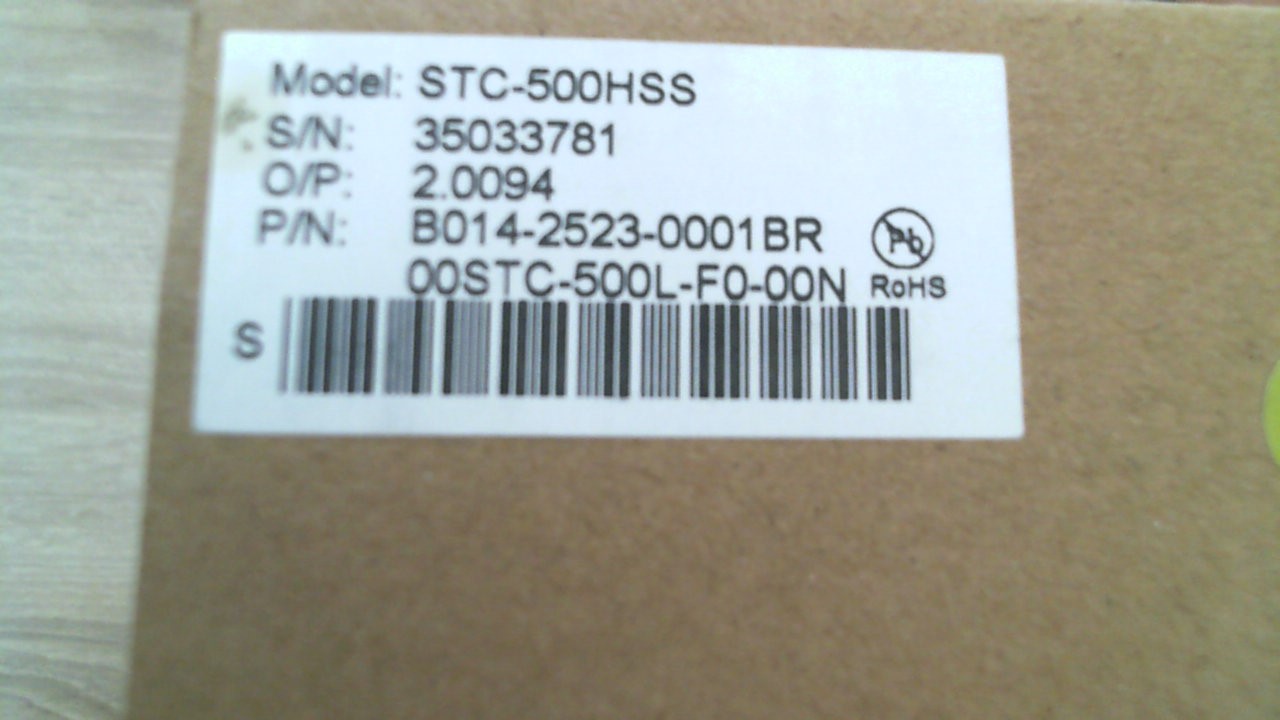 Model: STC-500HSS
S/N: 35033781
O/P: 2.0094
P/N: B014-2523-0001BR
00STC-500L-F0-00N
Pb
RoHS
S